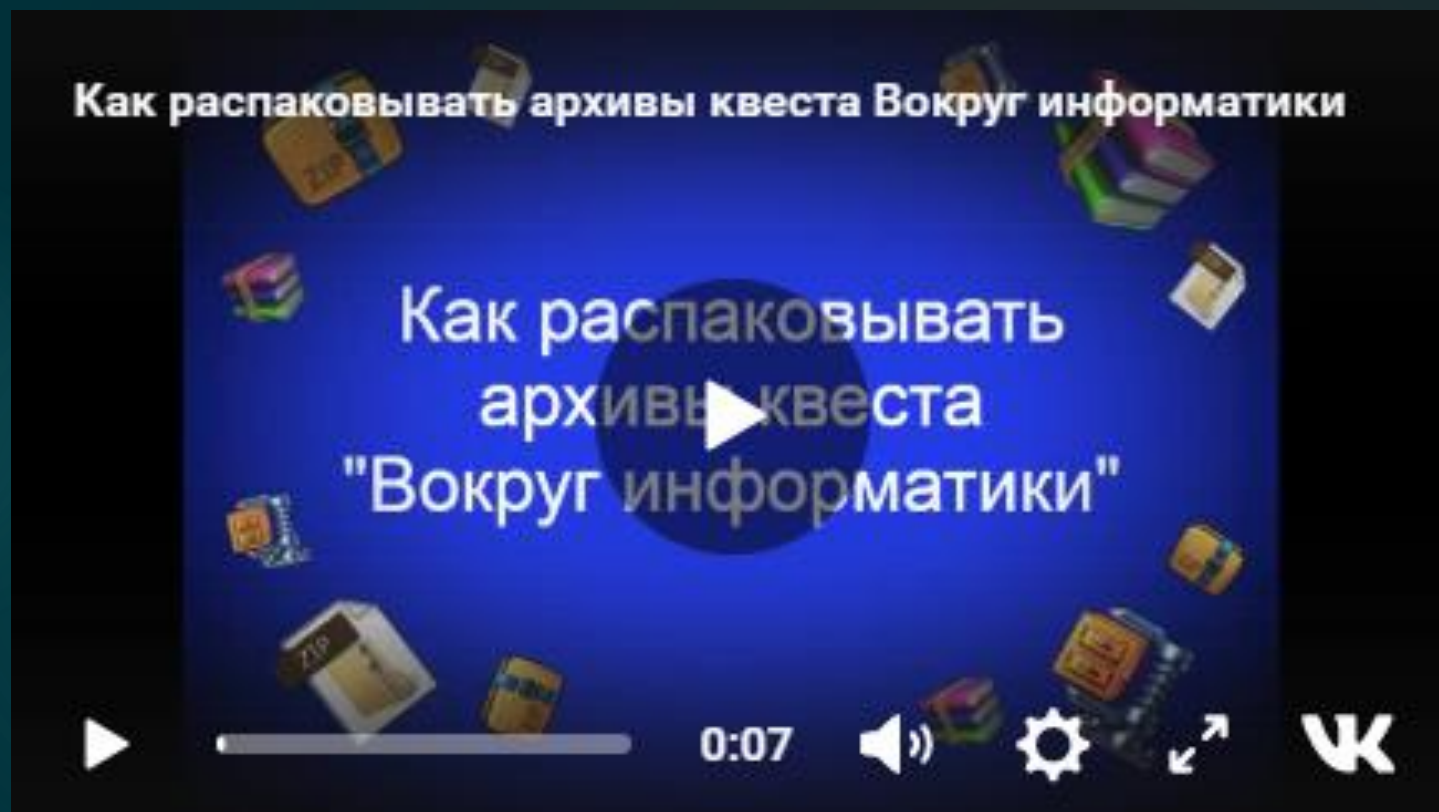 Как распаковывать архивы квеста Вокруг информатики
ZIP
Как распаковывать
архивы квеста
"Вокруг информатики"
ZIP
0:07